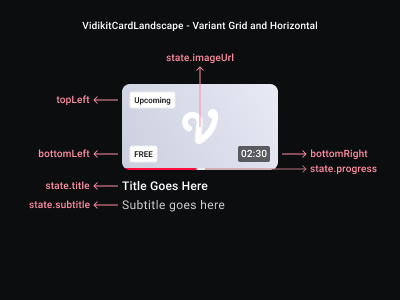 VidikitCardLandscape - Variant Grid and Horizontal
state.imageUrl
topLeft
Upcoming
bottomLeft
FREE
02:30
bottomRight
state.progress
state.title
Title Goes Here
state.subtitle
Subtitle goes here